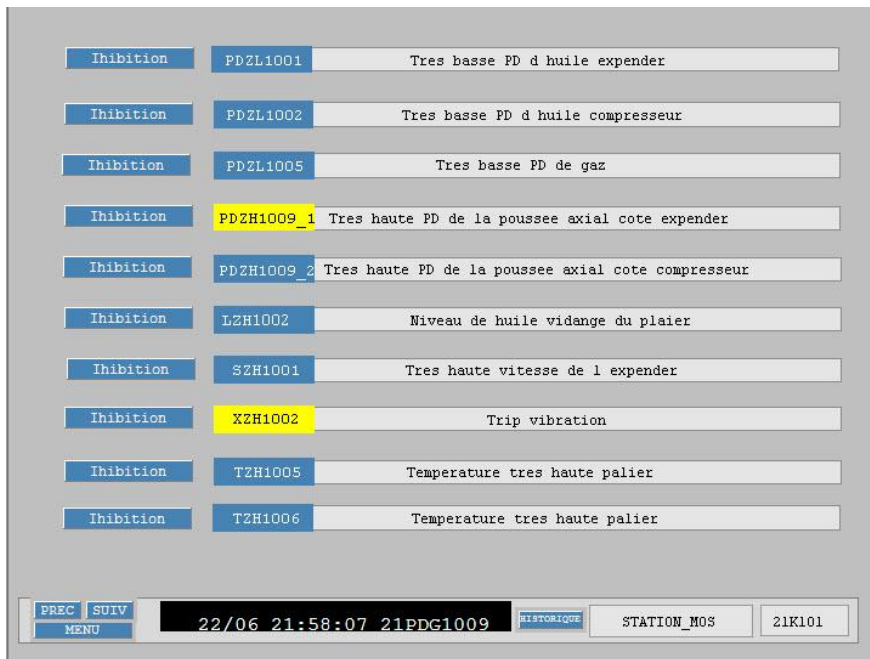 Ihibition PDZL1001 Tres basse PD d huile expender
Ihibition PDZL1002 Tres basse PD d huile compresseur
Ihibition PDZL1005 Tres basse PD de gaz
Ihibition PDZH1009_1 Tres haute PD de la poussee axial cote expender
Ihibition PDZH1009_2 Tres haute PD de la poussee axial cote compresseur
Ihibition LZH1002 Niveau de huile vidange du plaier
Ihibition SZH1001 Tres haute vitesse de l expender
Ihibition XZH1002 Trip vibration
Ihibition TZH1005 Temperature tres haute palier
Ihibition TZH1006 Temperature tres haute palier
PREC SUIV
MENU
22/06 21:58:07 21PDG1009 HISTORIQUE STATION_MOS 21K101